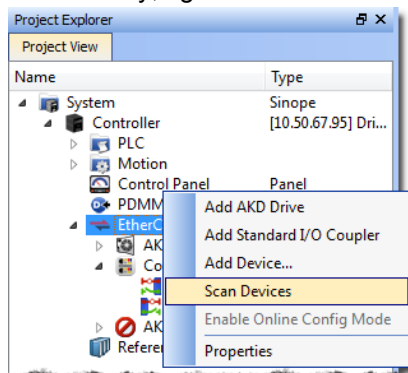 Project Explorer
Project View
Name Type
System Sinope
Controller [10.50.67.95] Dri...
PLC
Motion
Control Panel Panel
PDMM
EtherC
Add AKD Drive
AK
Add Standard I/O Coupler
Co
Add Device...
Scan Devices
Enable Online Config Mode
AK
Referen
Properties